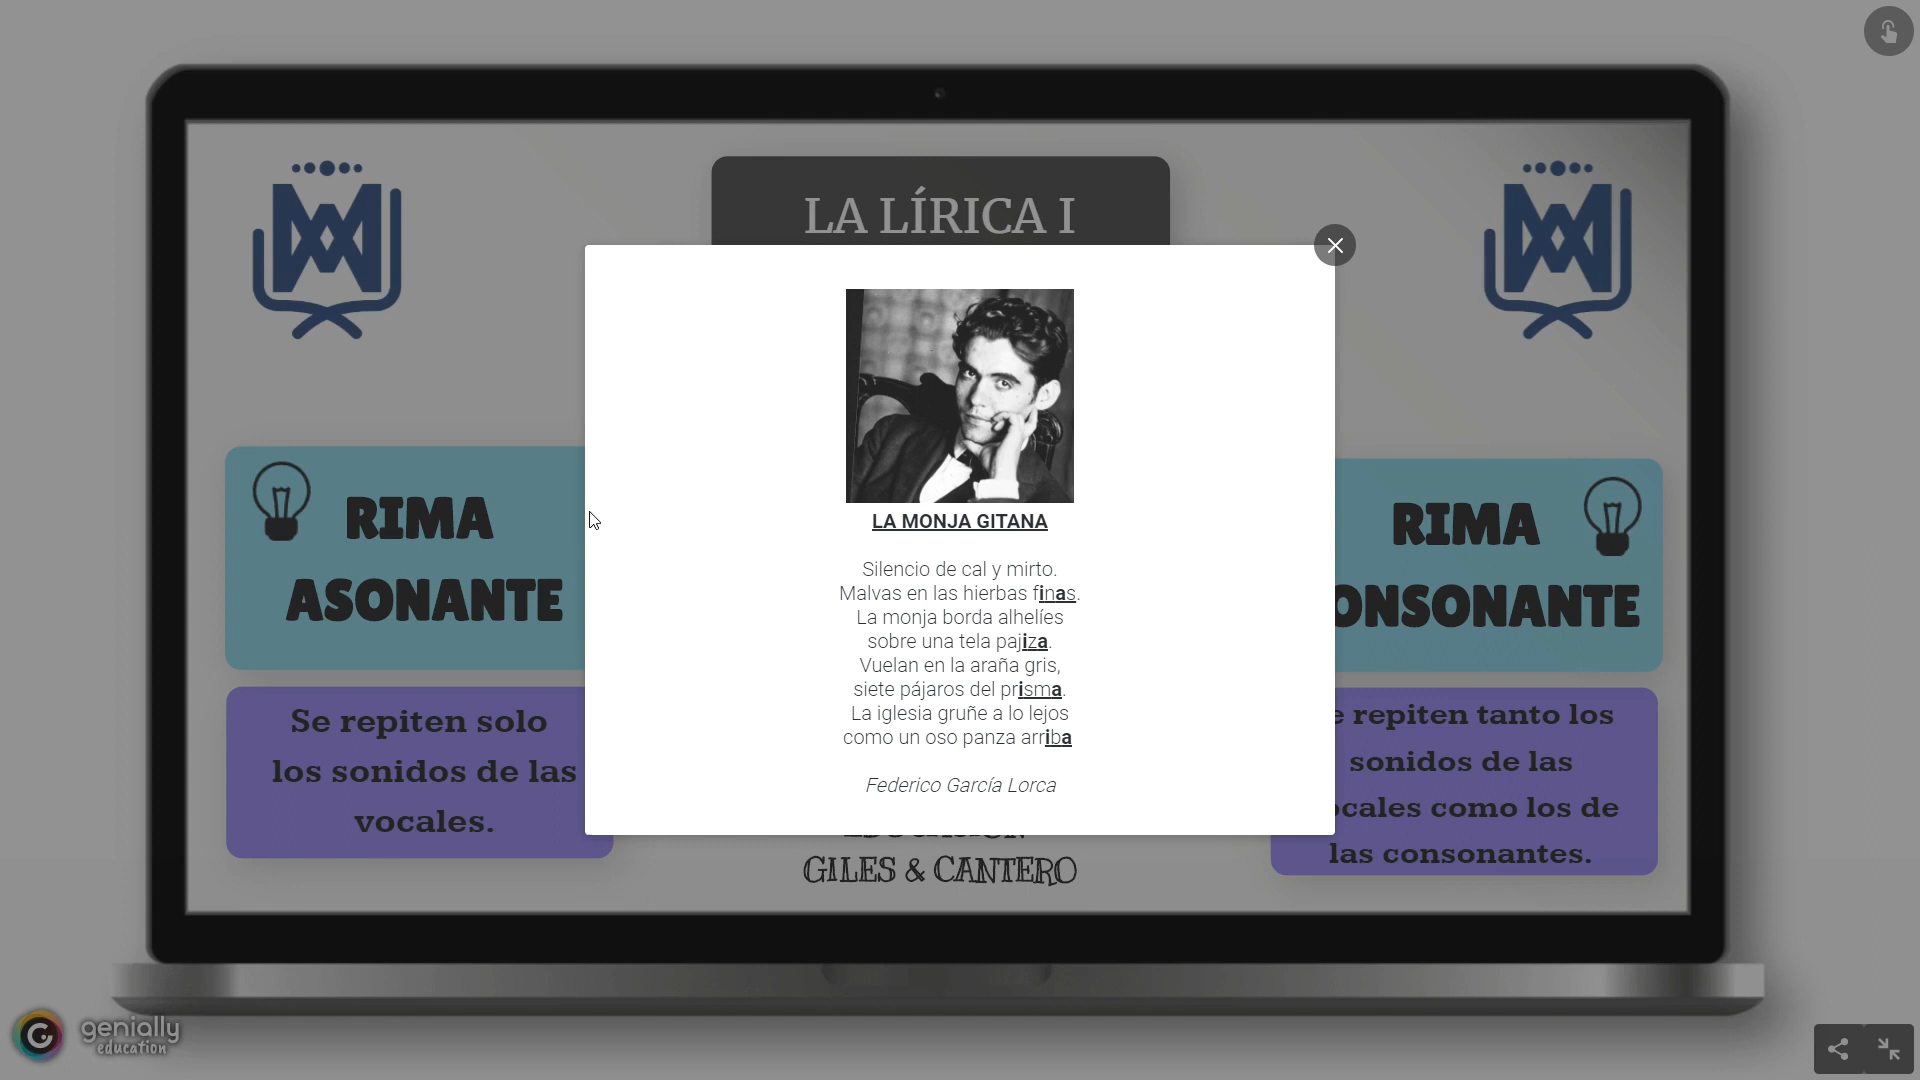 LA LÍRICA I
LA MONJA GITANA
Silencio de cal y mirto.
Malvas en las hierbas finas.
La monja borda alhelíes
sobre una tela pajiza.
Vuelan en la araña gris,
siete pájaros del prisma.
La iglesia gruñe a lo lejos
como un oso panza arriba
Federico García Lorca
RIMA
ASONANTE
Se repiten solo
los sonidos de las
vocales.
RIMA
ONSONANTE
e repiten tanto los
sonidos de las
ocales como los de
las consonantes.
GILES & CANTERO
genially
education